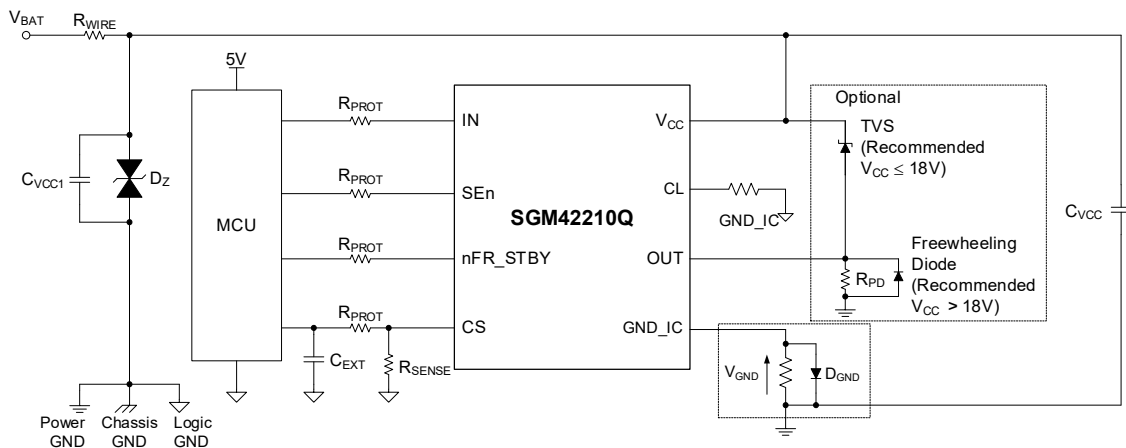 VBAT
RWIRE
5V
RPROT
IN
VCC
Optional
TVS
(Recommended
VCC ≤ 18V)
CVCC1
DZ
MCU
RPROT
SEn
SGM42210Q
CL
GND_IC
CVCC
RPROT
nFR_STBY
OUT
RPD
Freewheeling
Diode
(Recommended
VCC > 18V)
RPROT
CS
GND_IC
CEXT
RSENSE
VGND
DGND
Power
GND
Chassis
GND
Logic
GND